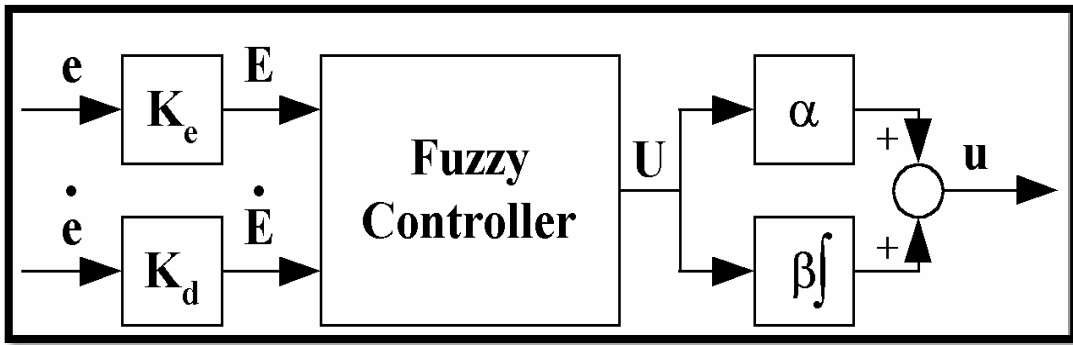 e
K_e
E
ė
K_d
Ė
Fuzzy
Controller
U
α
β∫
+
+
u